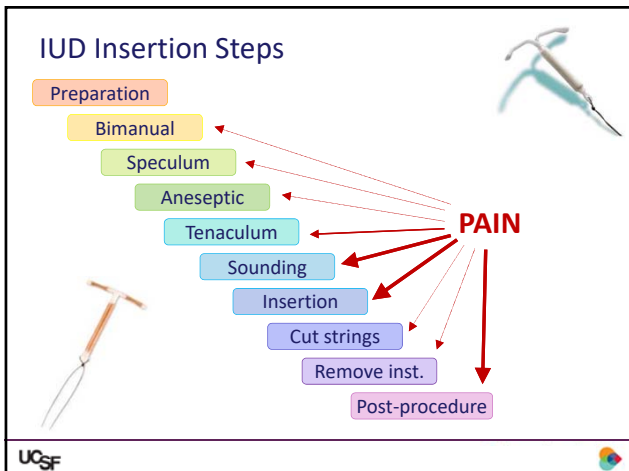 IUD Insertion Steps
Preparation
Bimanual
Speculum
Aneseptic
Tenaculum
PAIN
Sounding
Insertion
Cut strings
Remove inst.
Post-procedure
UCSF